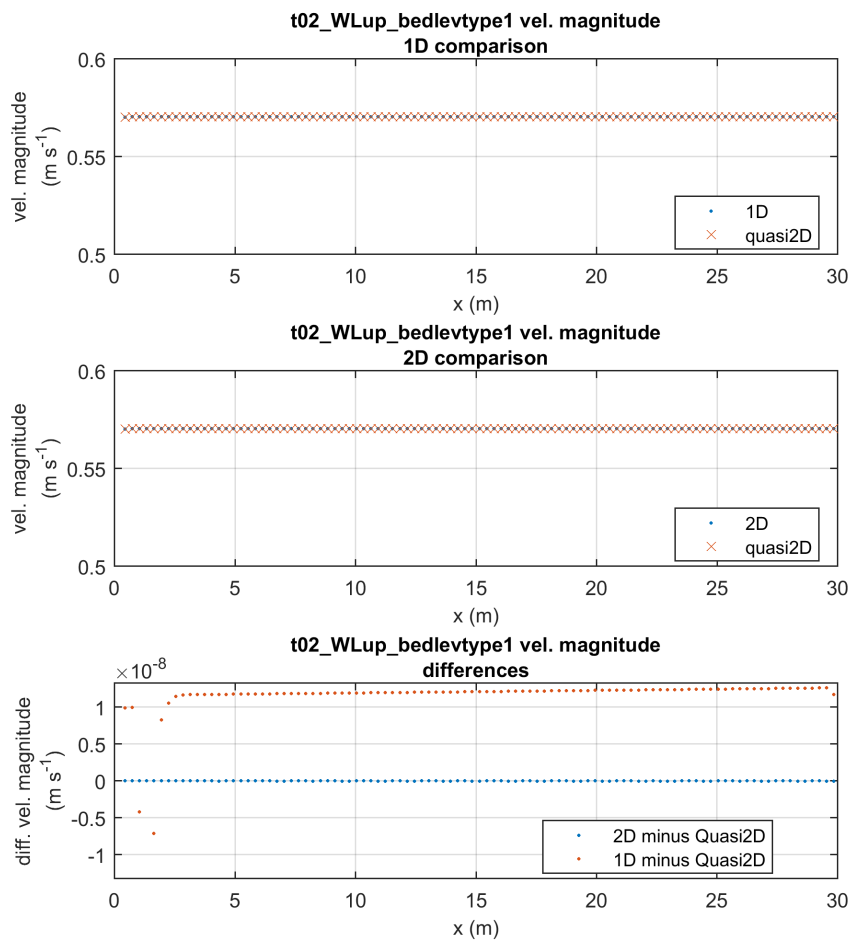 t02_WLup_bedlevtype1 vel. magnitude
1D comparison
0.6
0.55
0.5
vel. magnitude
(m s-1)
1D
quasi2D
0 5 10 15 20 25 30
x (m)
t02_WLup_bedlevtype1 vel. magnitude
2D comparison
0.6
0.55
0.5
vel. magnitude
(m s-1)
2D
quasi2D
0 5 10 15 20 25 30
x (m)
t02_WLup_bedlevtype1 vel. magnitude
differences
×10-8
1
0.5
0
-0.5
-1
diff. vel. magnitude
(m s-1)
2D minus Quasi2D
1D minus Quasi2D
0 5 10 15 20 25 30
x (m)